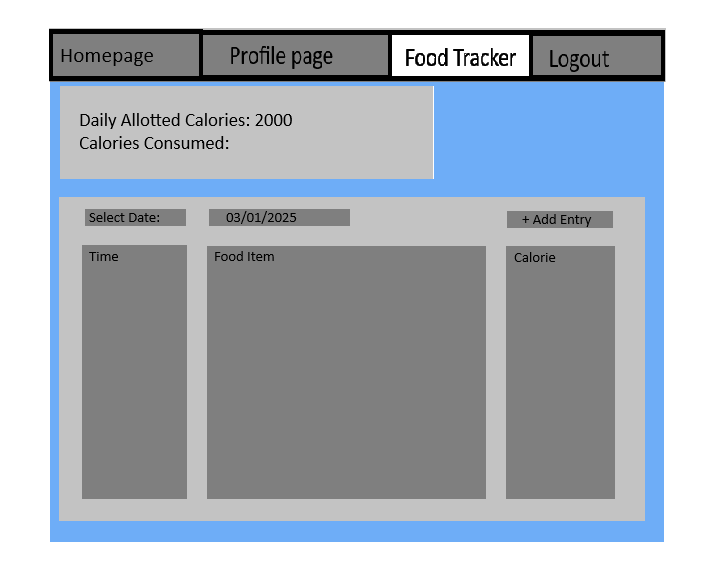 Homepage Profile page Food Tracker Logout
Daily Allotted Calories: 2000
Calories Consumed:
Select Date: 03/01/2025 + Add Entry
Time Food Item Calorie